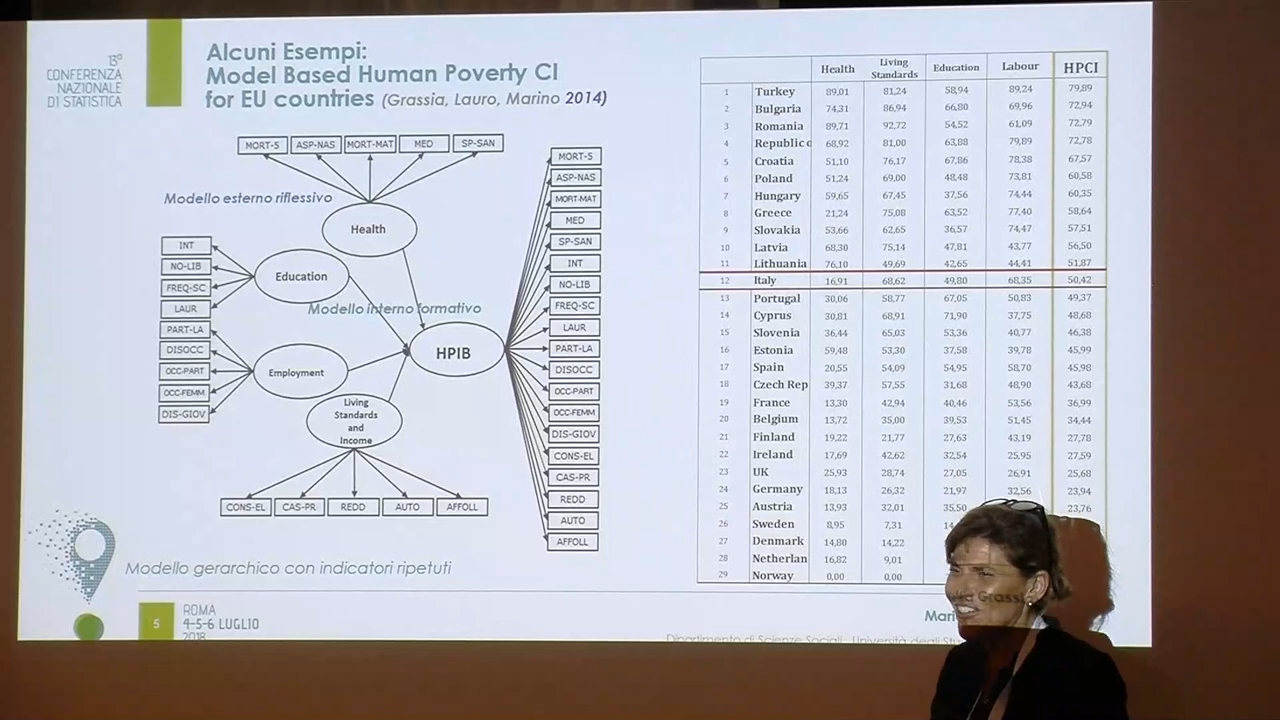 13°
CONFERENZA
NAZIONALE
DI STATISTICA
Alcuni Esempi:
Model Based Human Poverty CI
for EU countries (Grassia, Lauro, Marino 2014)
MORT-5 ASP-NAS MORT-MAT MED SP-SAN
Modello esterno riflessivo
Health
INT
NO-LIB
FREQ-SC
LAUR
Education
Modello interno formativo
HPIB
PART-LA
DISOCC
OCC-PART
OCC-FEMM
DIS-GIOV
Employment
Living
Standards
and
Income
CONS-EL CAS-PR REDD AUTO AFFOLL
MORT-5
ASP-NAS
MORT-MAT
MED
SP-SAN
INT
NO-LIB
FREQ-SC
LAUR
PART-LA
DISOCC
OCC-PART
OCC-FEMM
DIS-GIOV
CONS-EL
CAS-PR
REDD
AUTO
AFFOLL
Modello gerarchico con indicatori ripetuti
Health Living Standards Education Labour HPCI
1 Turkey 89,01 81,24 58,94 89,24 79,89
2 Bulgaria 74,31 86,94 66,80 69,96 72,94
3 Romania 89,71 92,72 54,52 61,09 72,79
4 Republic o 68,92 81,00 63,88 79,89 72,78
5 Croatia 51,10 76,17 67,86 78,38 67,57
6 Poland 51,24 69,00 48,48 73,81 60,58
7 Hungary 59,65 67,45 37,56 74,44 60,35
8 Greece 21,24 75,08 63,52 77,40 58,64
9 Slovakia 53,66 62,65 36,57 74,47 57,51
10 Latvia 68,30 75,14 47,81 43,77 56,50
11 Lithuania 76,10 49,69 42,65 44,41 51,87
12 Italy 16,91 68,62 49,80 68,35 50,42
13 Portugal 30,06 58,77 67,05 50,83 49,37
14 Cyprus 30,81 68,91 71,90 37,75 48,68
15 Slovenia 36,44 65,03 53,36 40,77 46,38
16 Estonia 59,48 53,30 37,58 39,78 45,99
17 Spain 20,55 54,09 54,95 58,70 45,98
18 Czech Rep 39,37 57,55 31,68 48,90 43,68
19 France 13,30 42,94 40,46 53,56 36,99
20 Belgium 13,72 35,00 39,53 51,45 34,44
21 Finland 19,22 21,77 27,63 43,19 27,78
22 Ireland 17,69 42,62 32,54 25,95 27,59
23 UK 25,93 28,74 27,05 26,91 25,68
24 Germany 18,13 26,32 21,97 32,56 23,94
25 Austria 13,93 32,01 35,50 23,76
26 Sweden 8,95 7,31 14
27 Denmark 14,80 14,22
28 Netherlan 16,82 9,01
29 Norway 0,00 0,00
5
ROMA
4-5-6 LUGLIO
2018
Mari Grass
Dipartimento di Scienze Sociali, Università degli Stu